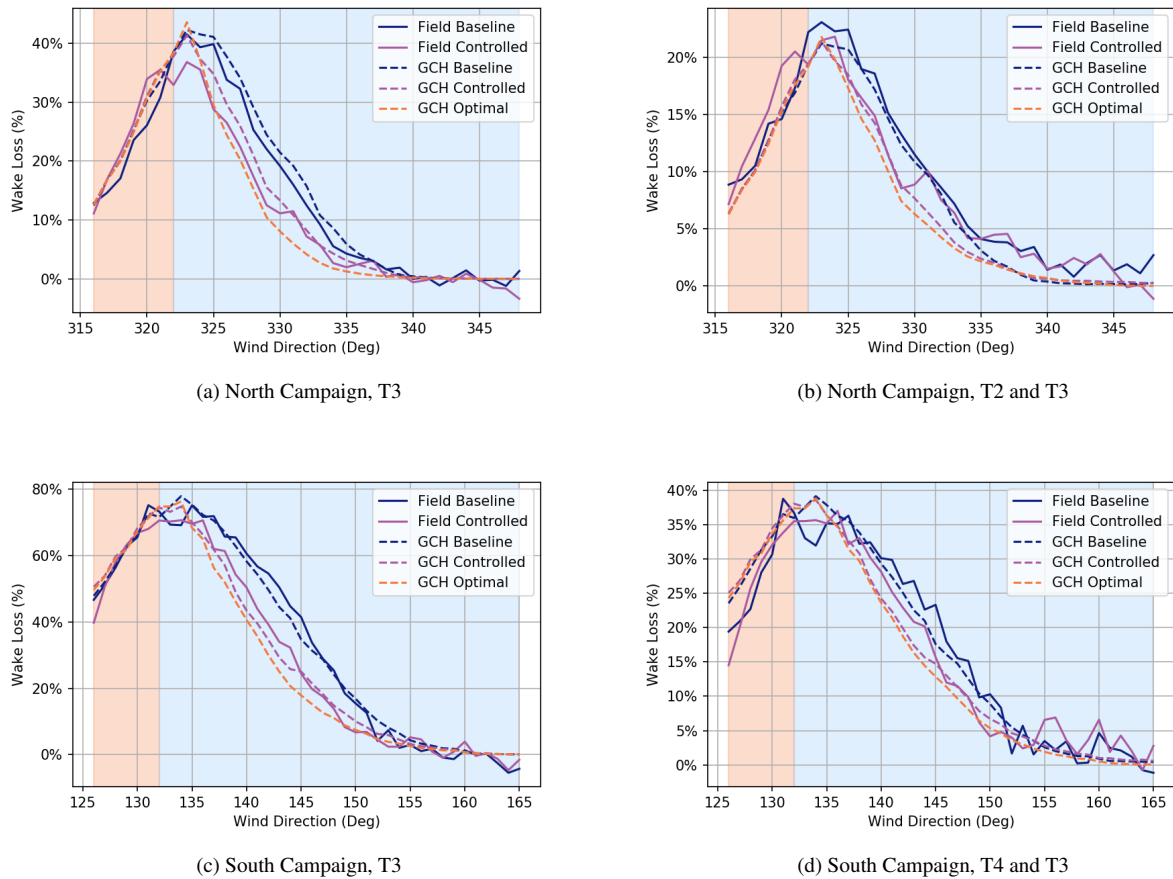 40%
30%
20%
10%
0%
Wake Loss (%)
315 320 325 330 335 340 345
Wind Direction (Deg)
Field Baseline
Field Controlled
GCH Baseline
GCH Controlled
GCH Optimal
(a) North Campaign, T3
20%
15%
10%
5%
0%
Wake Loss (%)
315 320 325 330 335 340 345
Wind Direction (Deg)
Field Baseline
Field Controlled
GCH Baseline
GCH Controlled
GCH Optimal
(b) North Campaign, T2 and T3
80%
60%
40%
20%
0%
Wake Loss (%)
125 130 135 140 145 150 155 160 165
Wind Direction (Deg)
Field Baseline
Field Controlled
GCH Baseline
GCH Controlled
GCH Optimal
(c) South Campaign, T3
40%
35%
30%
25%
20%
15%
10%
5%
0%
Wake Loss (%)
125 130 135 140 145 150 155 160 165
Wind Direction (Deg)
Field Baseline
Field Controlled
GCH Baseline
GCH Controlled
GCH Optimal
(d) South Campaign, T4 and T3